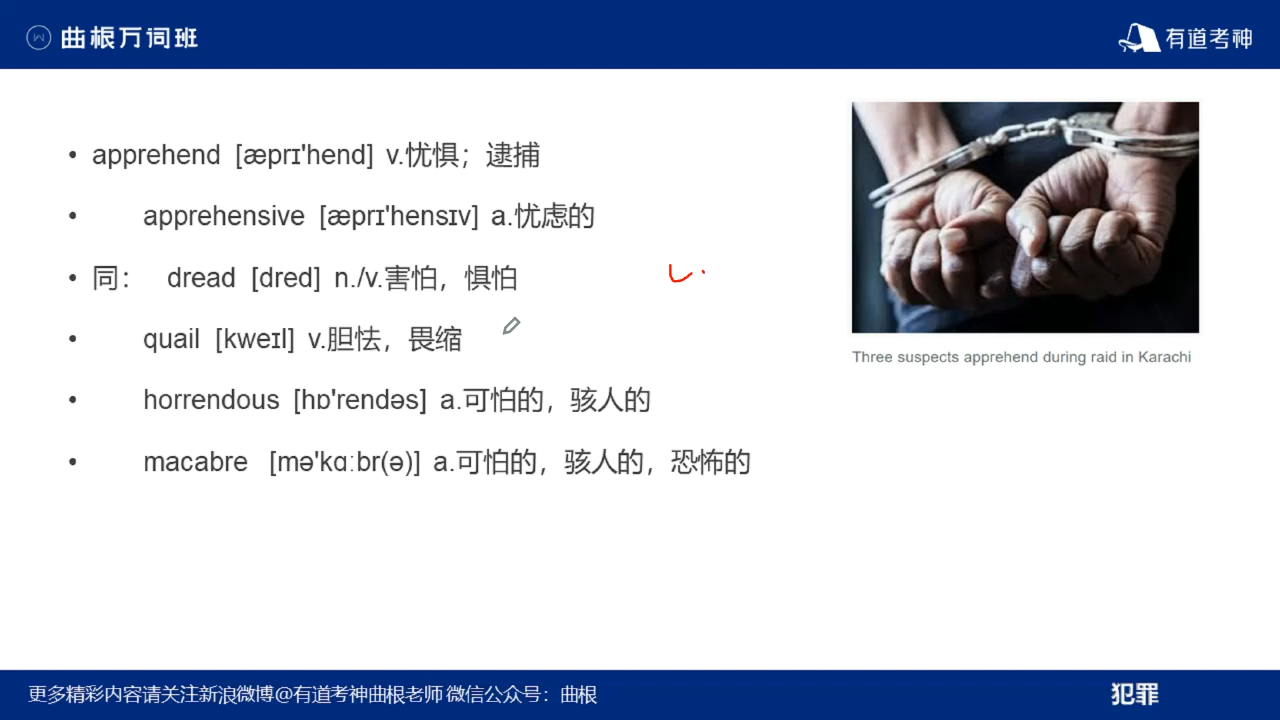 曲根万词班
有道考神
• apprehend [æprɪ'hend] v.忧惧；逮捕
• apprehensive [æprɪ'hensɪv] a.忧虑的
• 同： dread [dred] n./v.害怕，惧怕
• quail [kweɪl] v.胆怯，畏缩
• horrendous [hɒ'rendəs] a.可怕的，骇人的
• macabre [mə'kɑːbr(ə)] a.可怕的，骇人的，恐怖的
Three suspects apprehend during raid in Karachi
更多精彩内容请关注新浪微博@有道考神曲根老师 微信公众号：曲根
犯罪